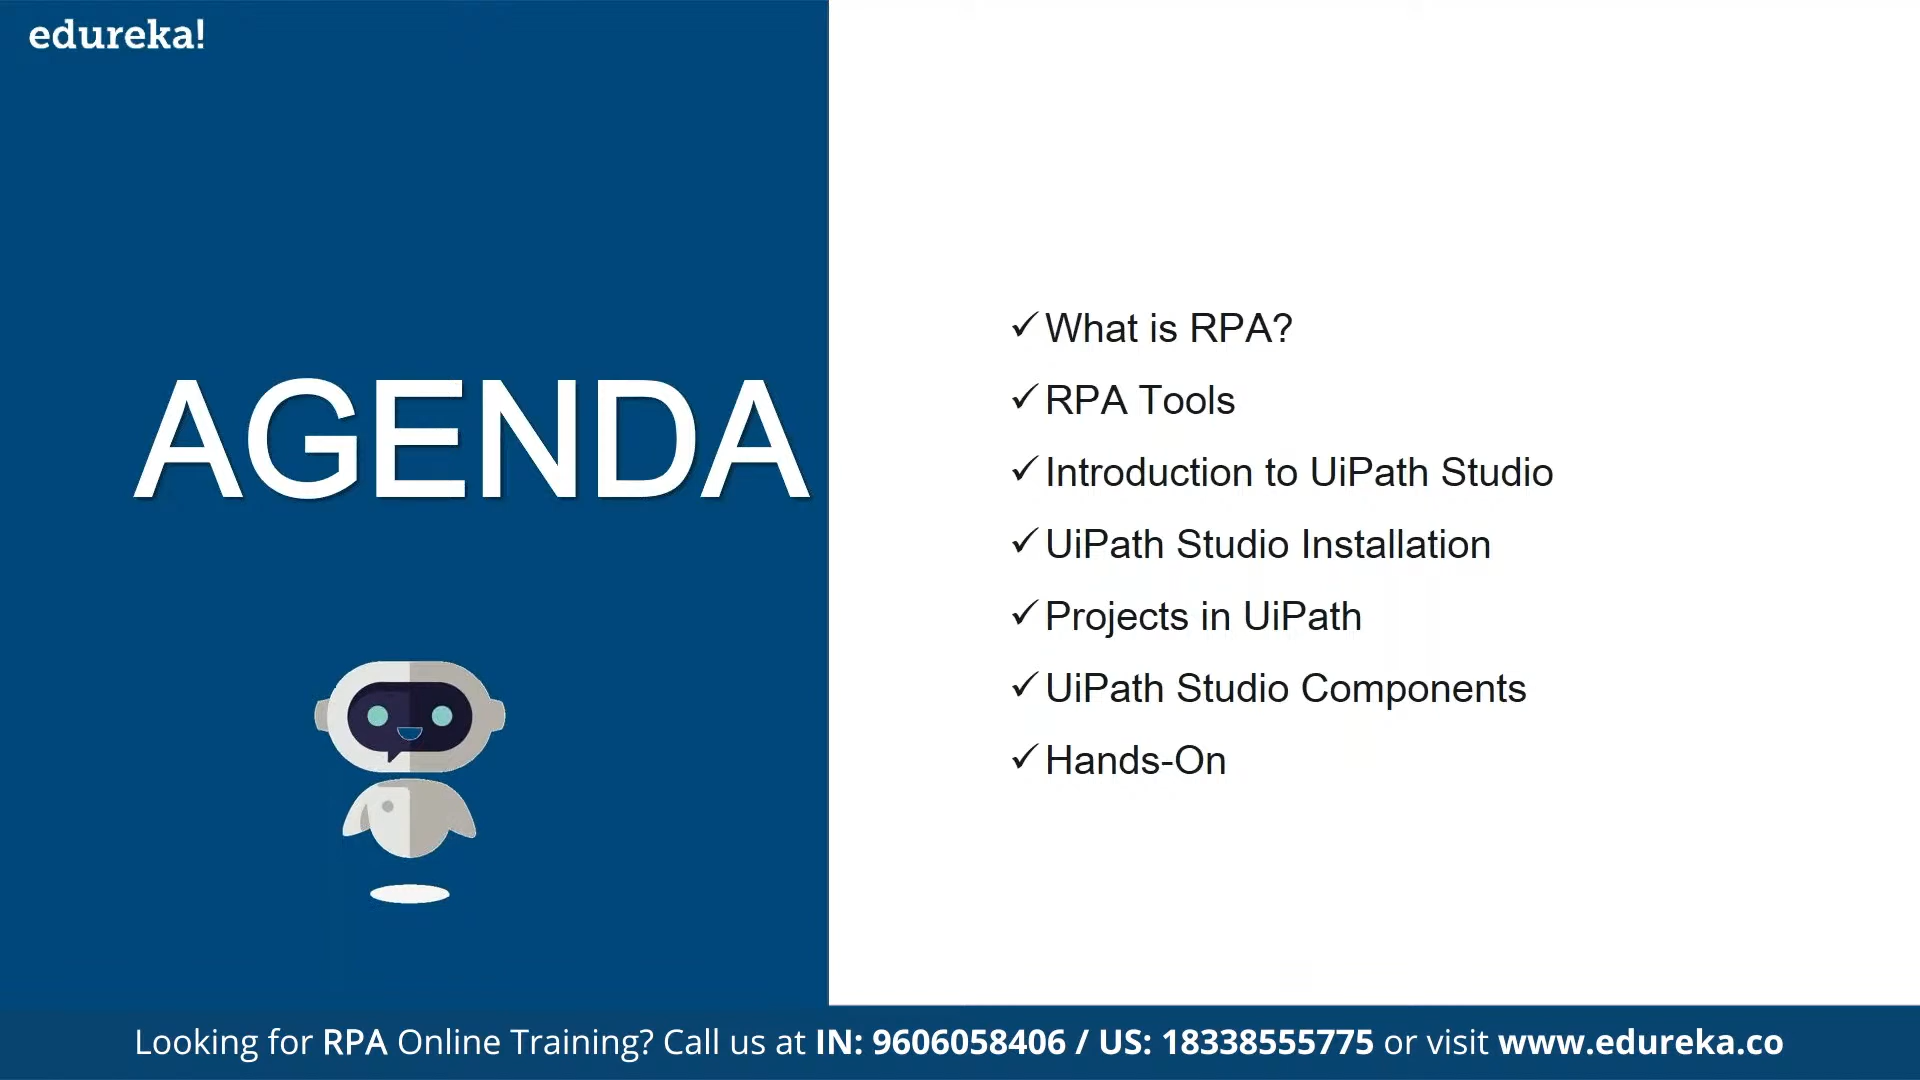 edureka!
AGENDA
✓ What is RPA?
✓ RPA Tools
✓ Introduction to UiPath Studio
✓ UiPath Studio Installation
✓ Projects in UiPath
✓ UiPath Studio Components
✓ Hands-On
Looking for RPA Online Training? Call us at IN: 9606058406 / US: 18338555775 or visit www.edureka.co